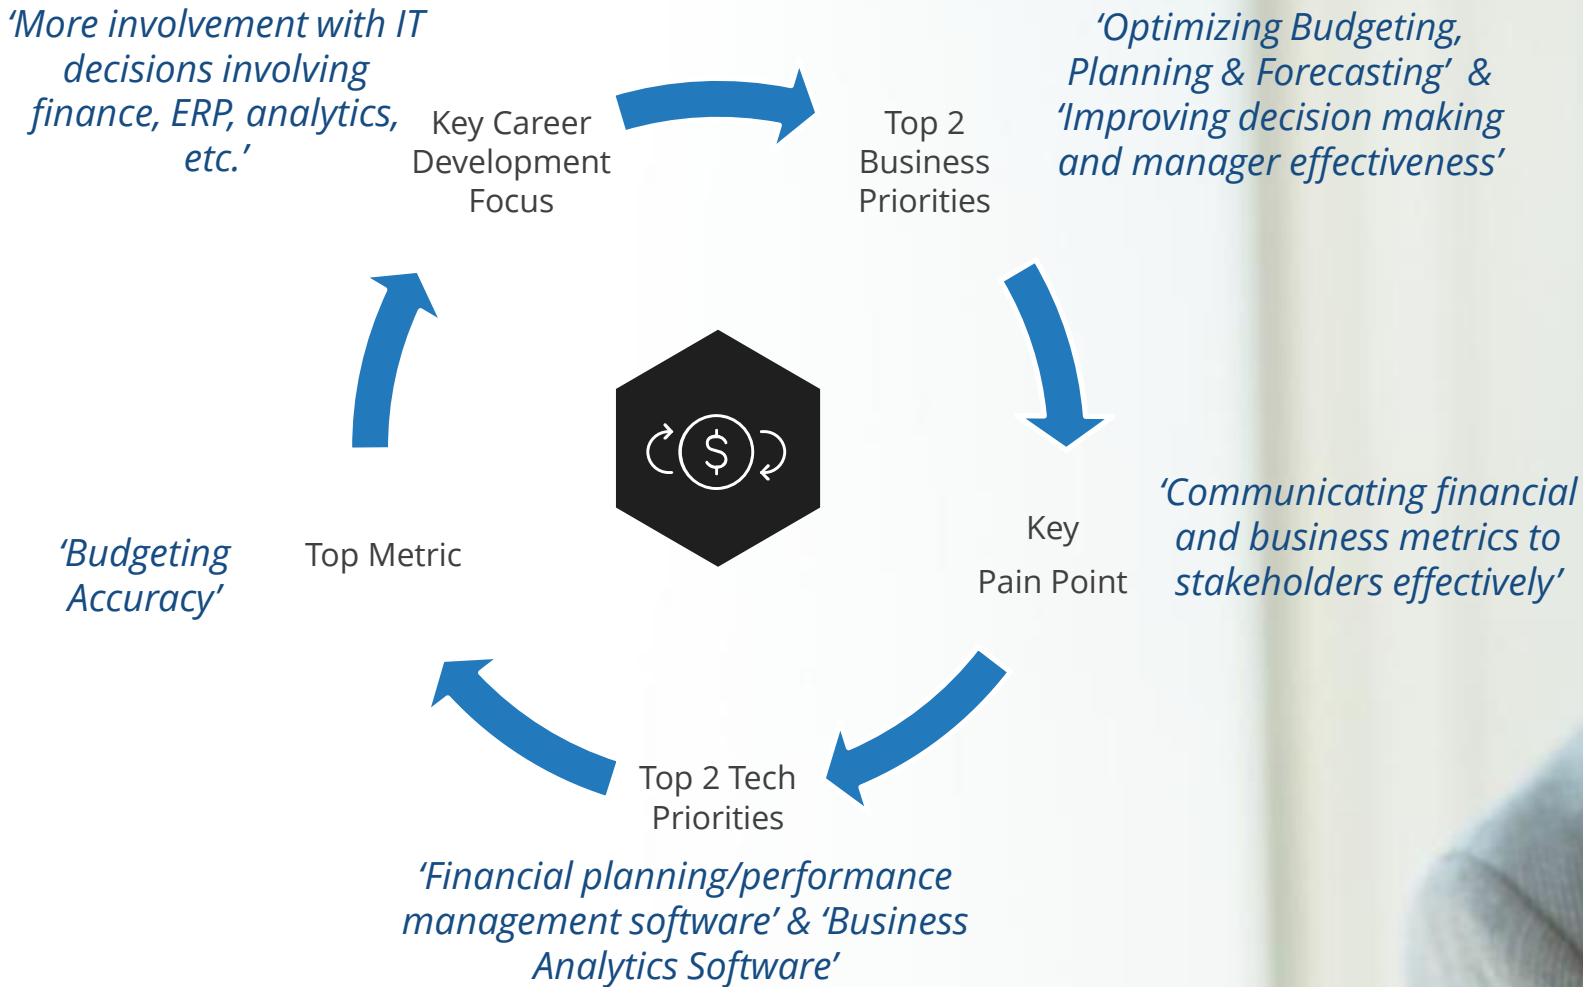 ‘More involvement with IT
decisions involving
finance, ERP, analytics,
etc.’
Key Career
Development
Focus
Top 2
Business
Priorities
‘Optimizing Budgeting,
Planning & Forecasting’ &
‘Improving decision making
and manager effectiveness’
$
Key
Pain Point
‘Communicating financial
and business metrics to
stakeholders effectively’
Top 2 Tech
Priorities
‘Financial planning/performance
management software’ & ‘Business
Analytics Software’
Top Metric
‘Budgeting
Accuracy’